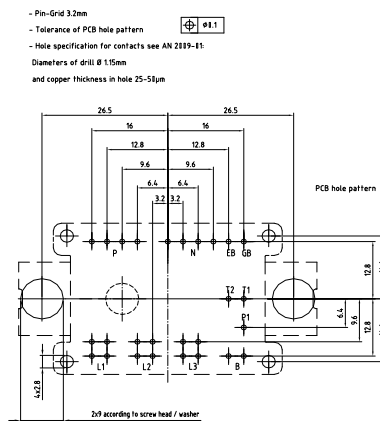 - Pin-Grid 3.2mm
- Tolerance of PCB hole pattern ⌀0.1
- Hole specification for contacts see AN 2009-01:
Diameters of drill Ø 1.15mm
and copper thickness in hole 25-50µm
26.5 26.5
16 16
12.8 12.8
9.6 9.6
6.4 6.4
3.2 3.2
PCB hole pattern
P N EB GB
12.8
T2 T1
P1
6.4
9.6
12.8
L1 L2 L3 B
4x2.8
2x9 according to screw head / washer